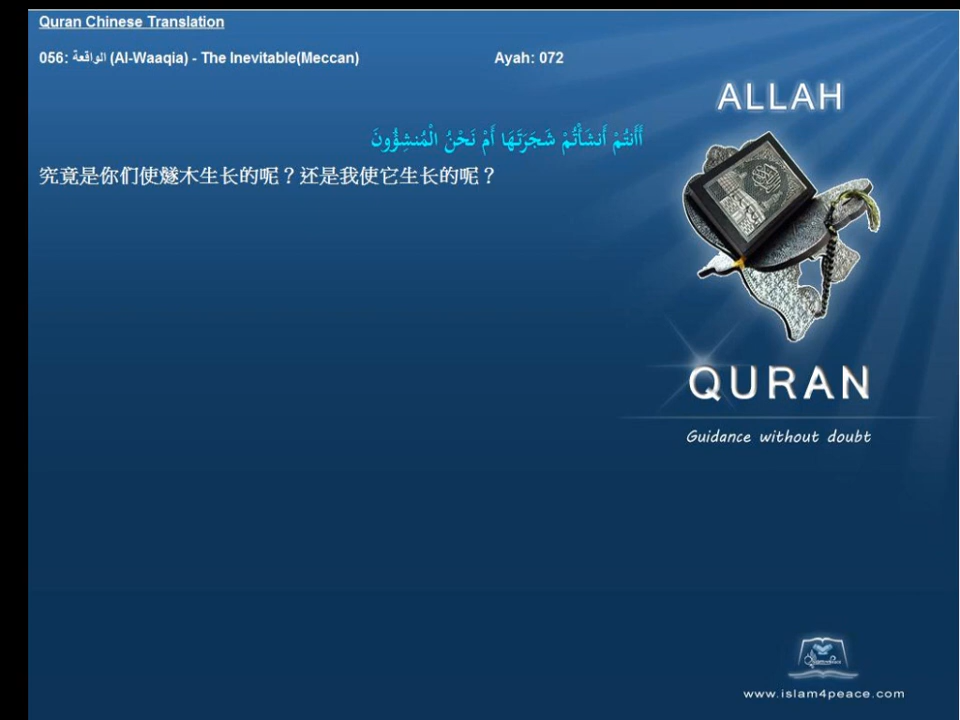 Quran Chinese Translation
056: الواقعة (Al-Waaqia) - The Inevitable(Meccan) Ayah: 072
أَأَنتُمْ أَنشَأْتُمْ شَجَرَتَهَا أَمْ نَحْنُ الْمُنشِؤُونَ
究竟是你们使燧木生长的呢？还是我使它生长的呢？
ALLAH
QURAN
Guidance without doubt
www.islam4peace.com